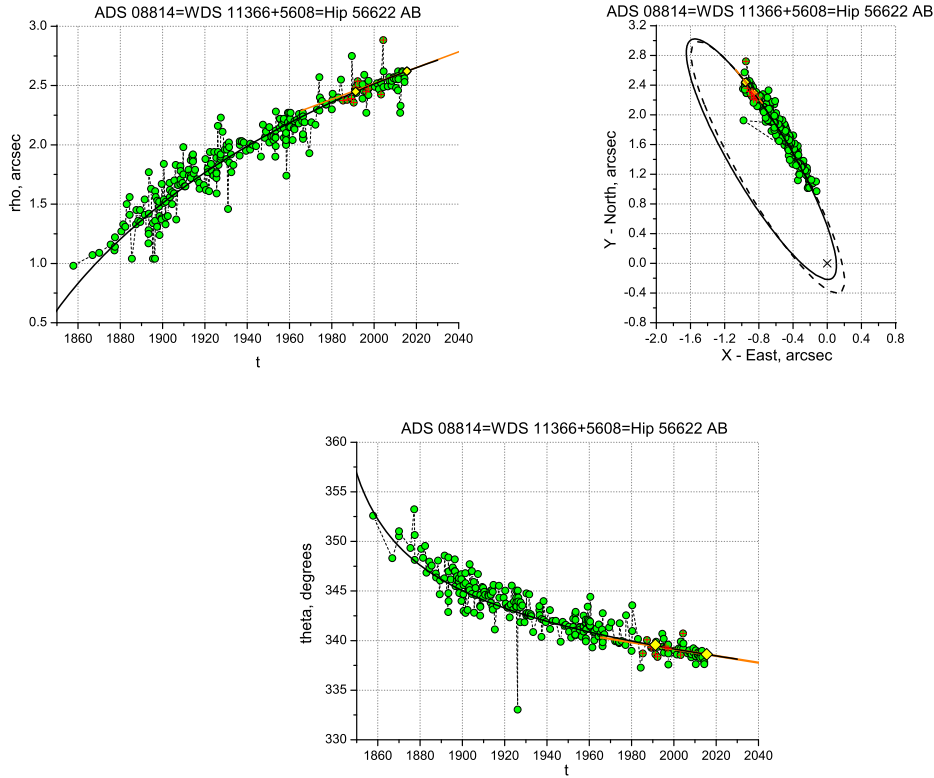 ADS 08814=WDS 11366+5608=Hip 56622 AB
3.0
2.5
2.0
1.5
1.0
0.5
rho, arcsec
1860 1880 1900 1920 1940 1960 1980 2000 2020 2040
t
ADS 08814=WDS 11366+5608=Hip 56622 AB
3.2
2.8
2.4
2.0
1.6
1.2
0.8
0.4
0.0
-0.4
-0.8
Y - North, arcsec
-2.0 -1.6 -1.2 -0.8 -0.4 0.0 0.4 0.8
X - East, arcsec
ADS 08814=WDS 11366+5608=Hip 56622 AB
360
355
350
345
340
335
330
theta, degrees
1860 1880 1900 1920 1940 1960 1980 2000 2020 2040
t